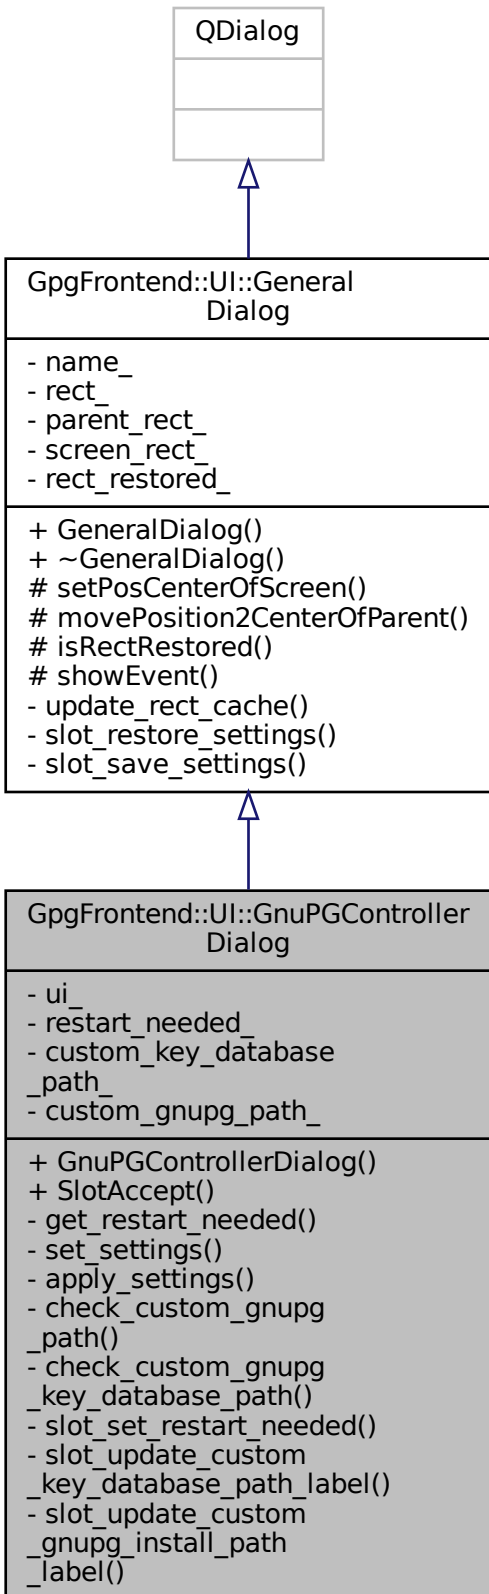 QDialog
GpgFrontend::UI::General
Dialog
- name_
- rect_
- parent_rect_
- screen_rect_
- rect_restored_
+ GeneralDialog()
+ ~GeneralDialog()
# setPosCenterOfScreen()
# movePosition2CenterOfParent()
# isRectRestored()
# showEvent()
- update_rect_cache()
- slot_restore_settings()
- slot_save_settings()
GpgFrontend::UI::GnuPGController
Dialog
- ui_
- restart_needed_
- custom_key_database
_path_
- custom_gnupg_path_
+ GnuPGControllerDialog()
+ SlotAccept()
- get_restart_needed()
- set_settings()
- apply_settings()
- check_custom_gnupg
_path()
- check_custom_gnupg
_key_database_path()
- slot_set_restart_needed()
- slot_update_custom
_key_database_path_label()
- slot_update_custom
_gnupg_install_path
_label()